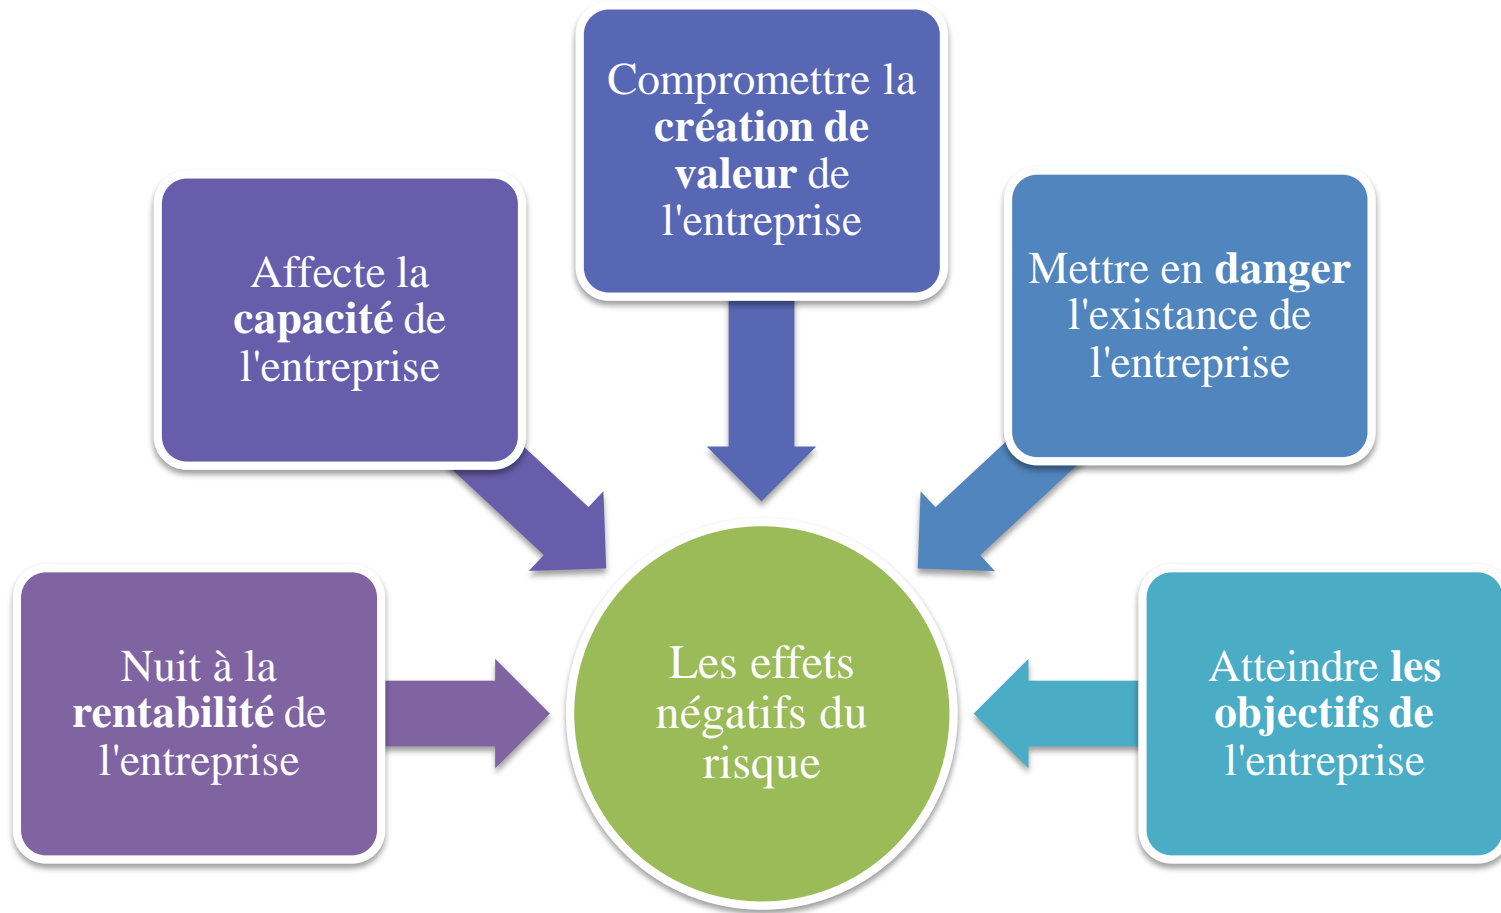 Compromettre la
création de
valeur de
l'entreprise
Affecte la
capacité de
l'entreprise
Mettre en danger
l'existance de
l'entreprise
Nuit à la
rentabilité de
l'entreprise
Les effets
négatifs du
risque
Atteindre les
objectifs de
l'entreprise